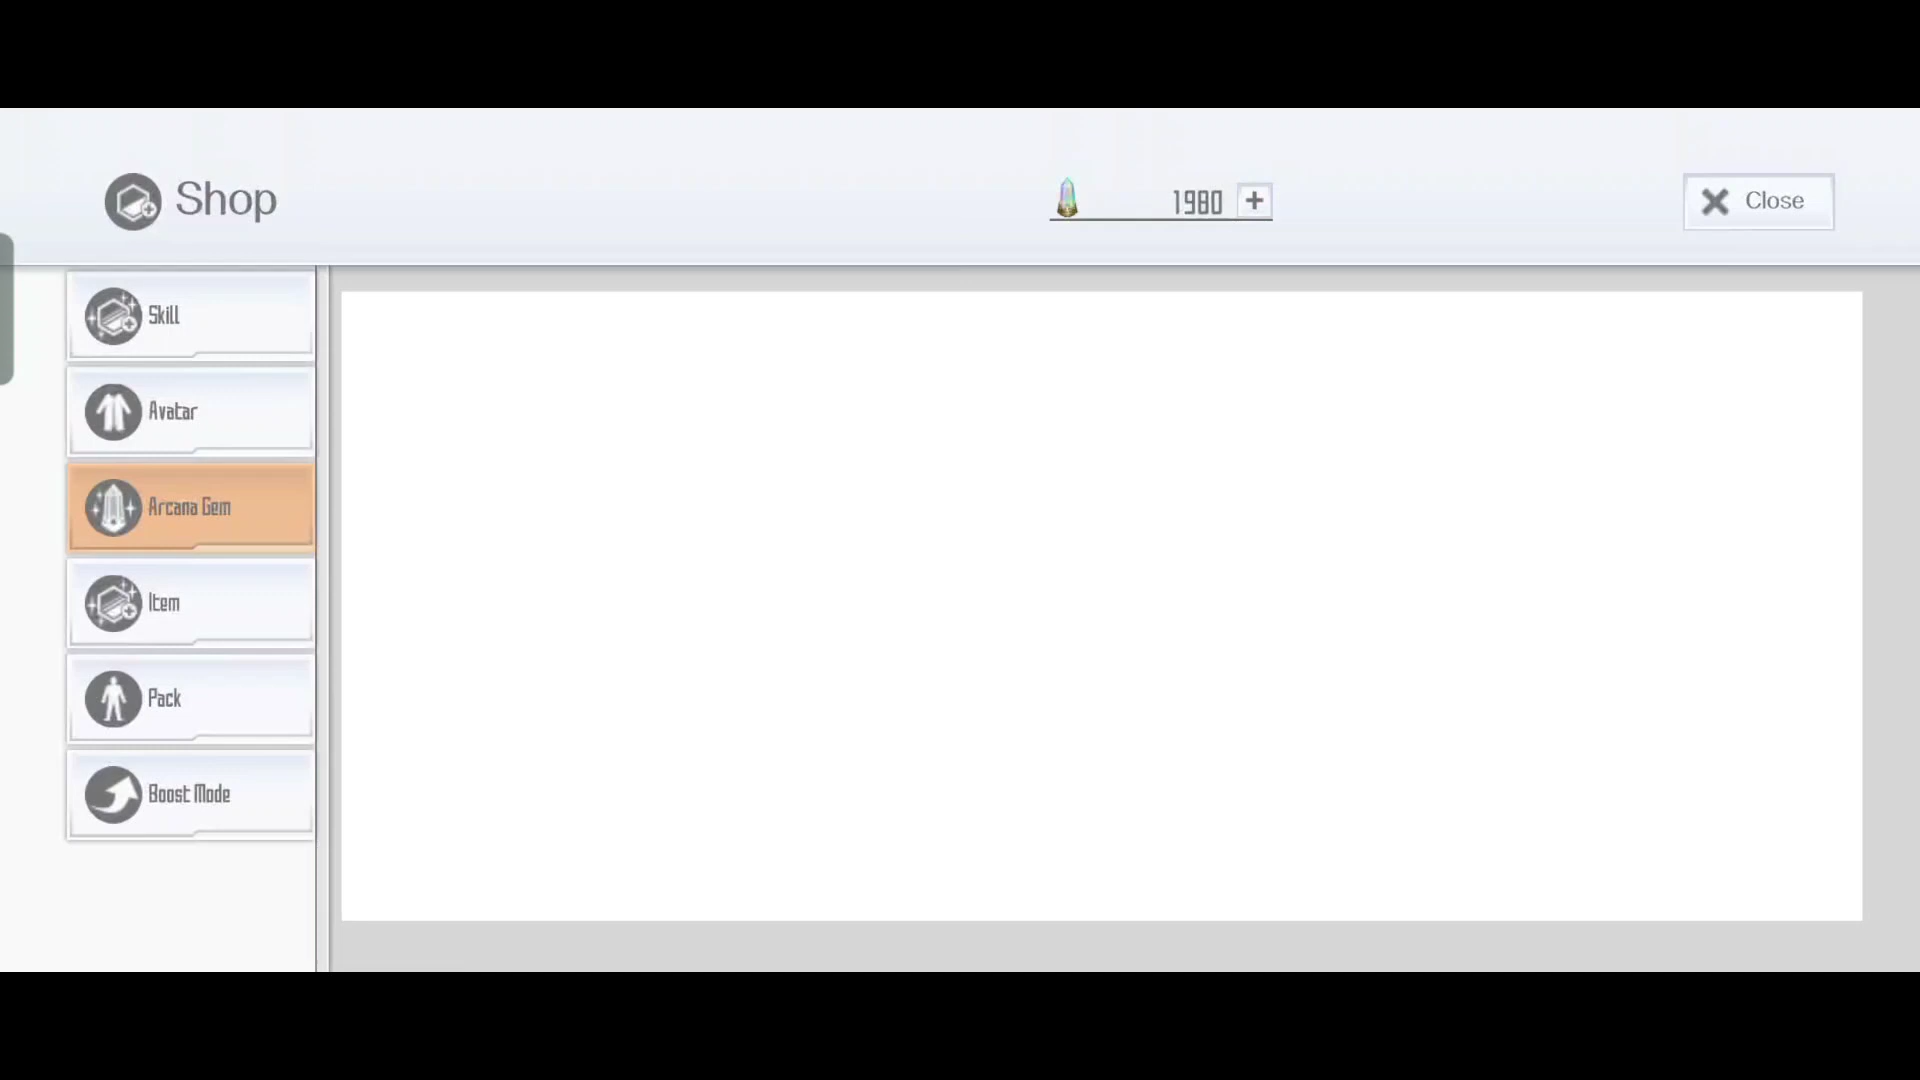 Shop
1980 +
Close
Skill
Avatar
Arcana Gem
Item
Pack
Boost Mode